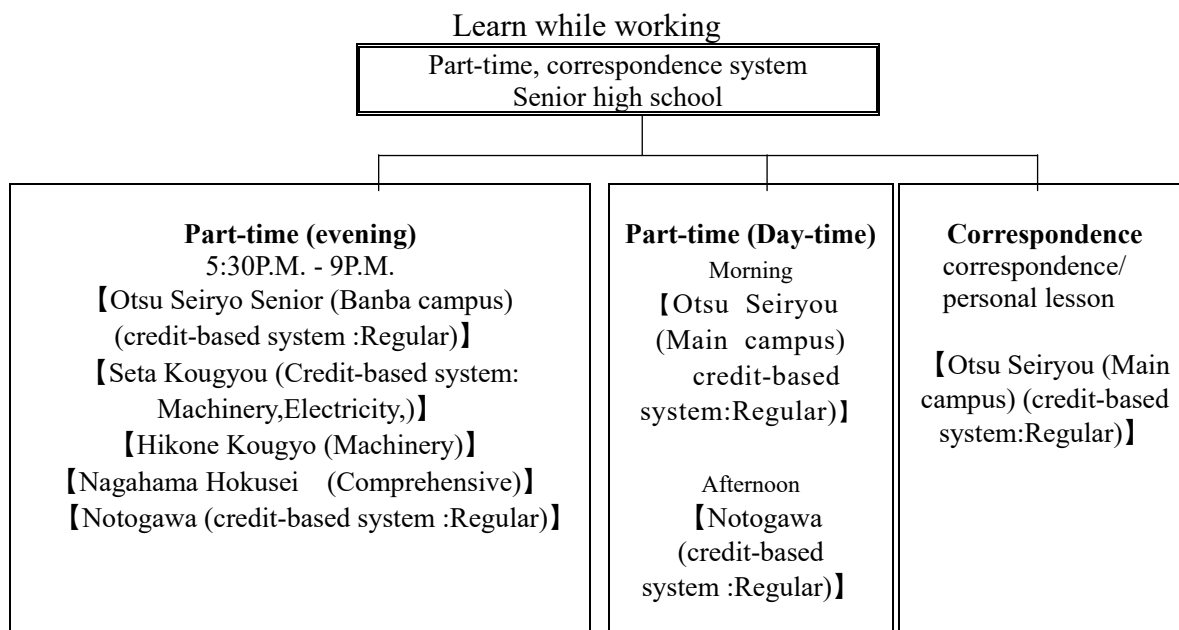 Learn while working
Part-time, correspondence system
Senior high school
Part-time (evening)
5:30P.M. - 9P.M.
【Otsu Seiryo Senior (Banba campus)
(credit-based system :Regular)】
【Seta Kougyou (Credit-based system:
Machinery,Electricity,)】
【Hikone Kougyo (Machinery)】
【Nagahama Hokusei (Comprehensive)】
【Notogawa (credit-based system :Regular)】
Part-time (Day-time)
Morning
【Otsu Seiryou
(Main campus)
credit-based
system:Regular)】
Afternoon
【Notogawa
(credit-based
system :Regular)】
Correspondence
correspondence/
personal lesson
【Otsu Seiryou (Main
campus) (credit-based
system:Regular)】